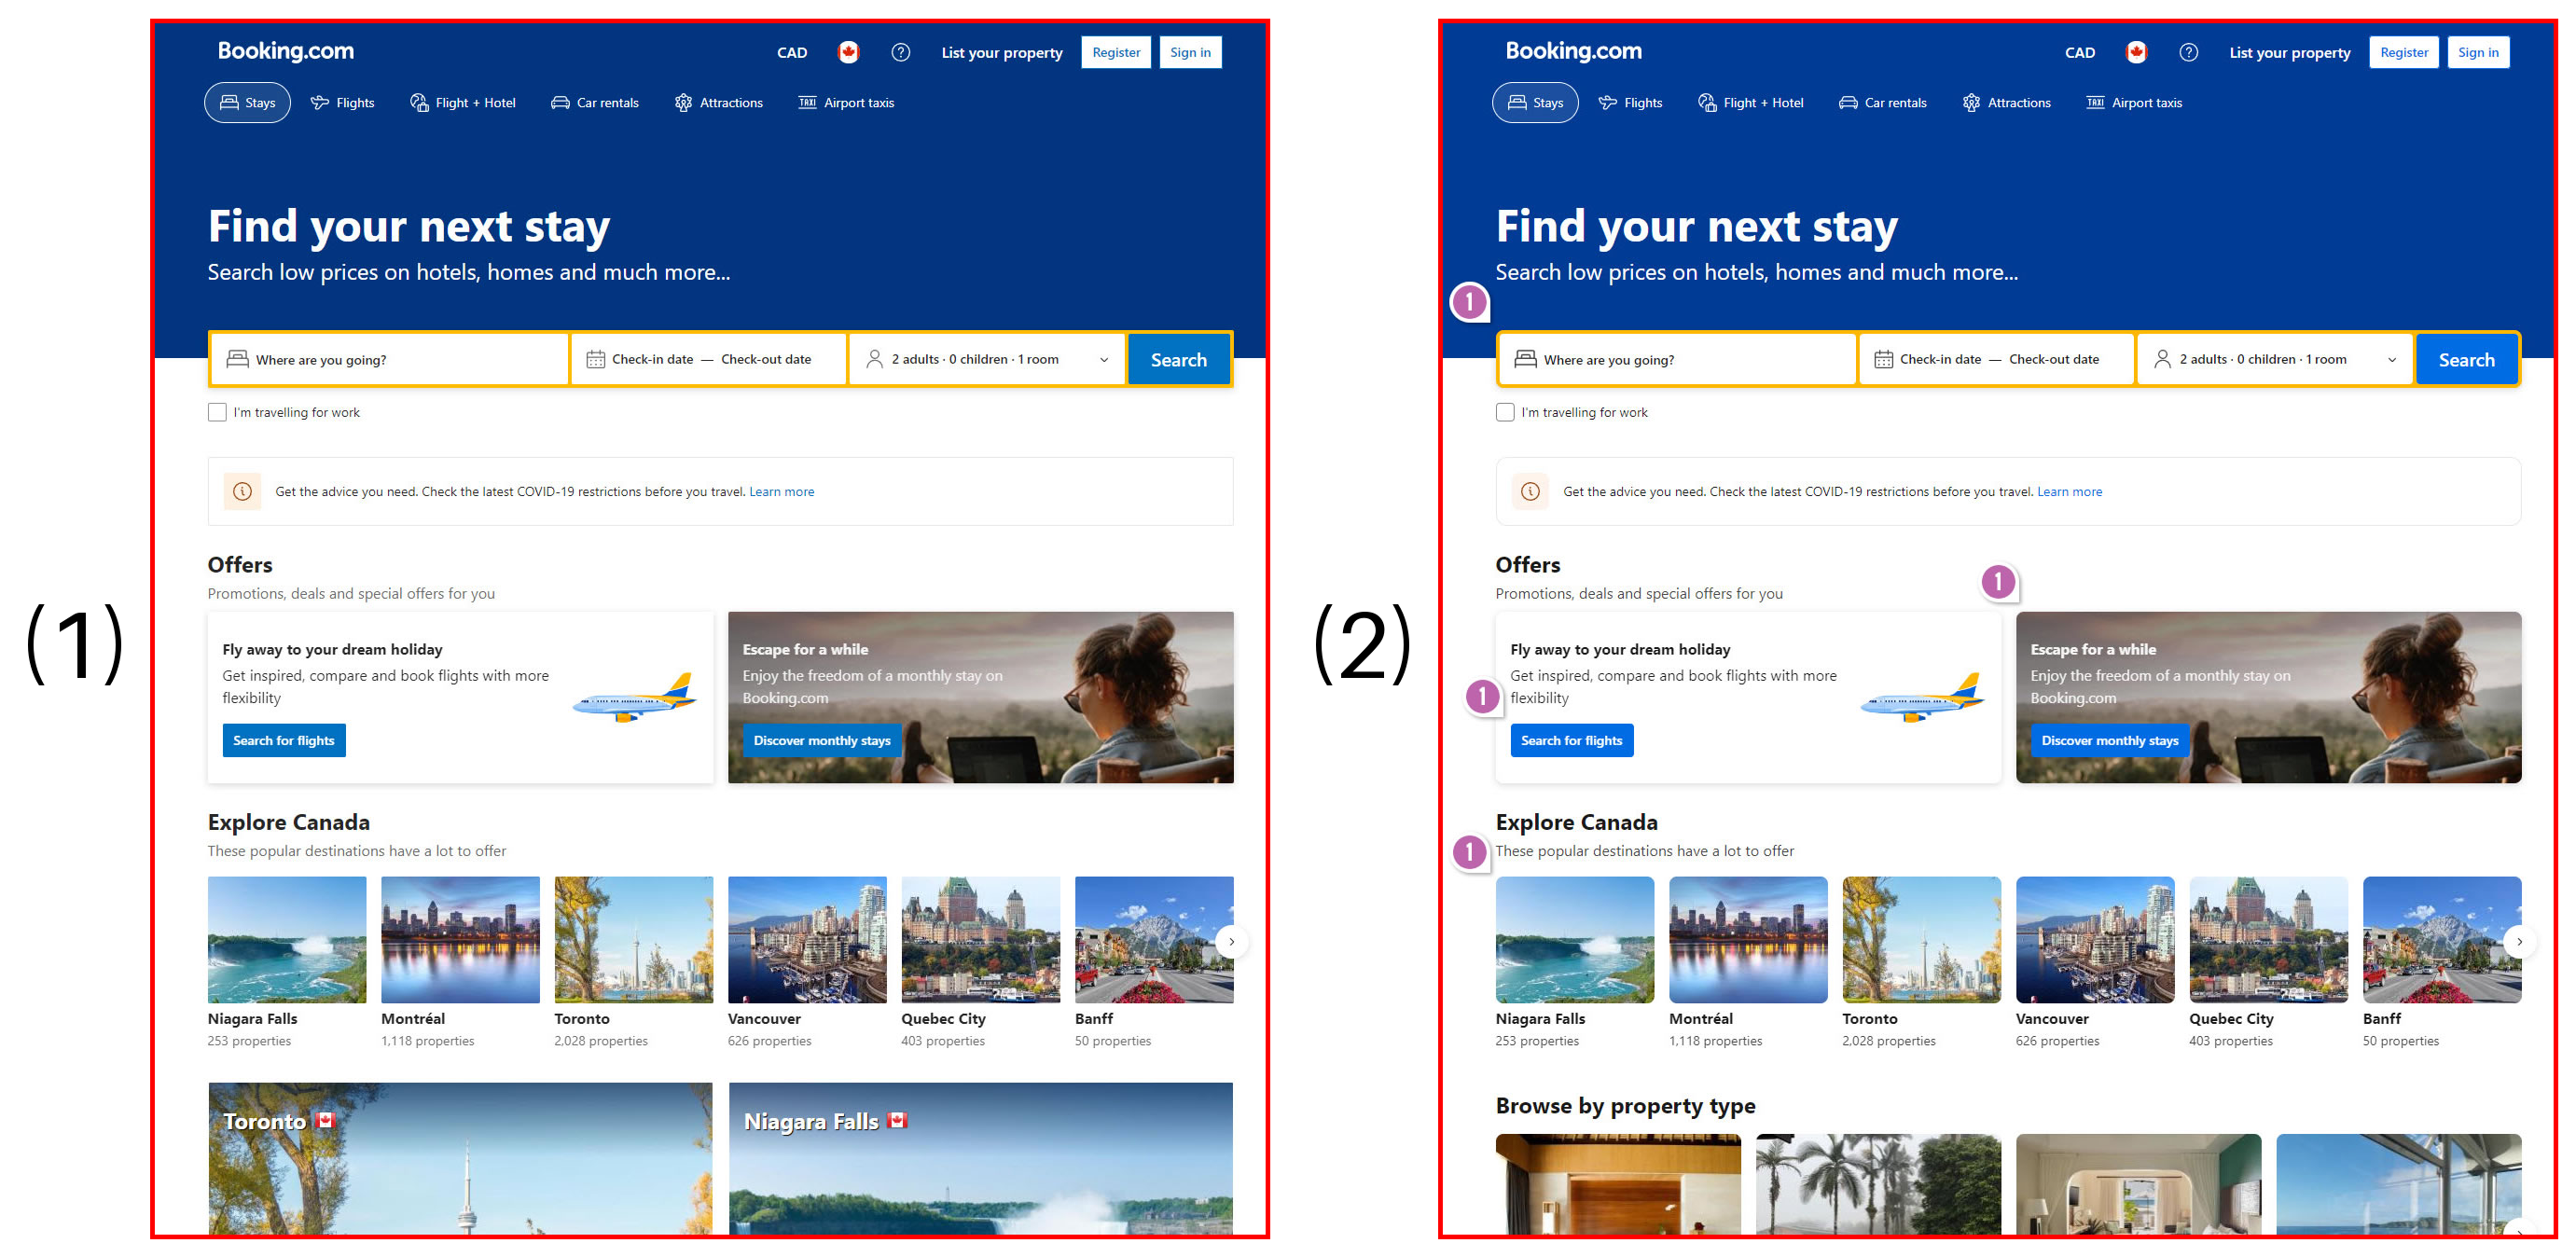 (1)
Booking.com
CAD List your property Register Sign in
Stays Flights Flight + Hotel Car rentals Attractions TAXI Airport taxis
Find your next stay
Search low prices on hotels, homes and much more...
Where are you going? Check-in date — Check-out date 2 adults · 0 children · 1 room Search
I'm travelling for work
Get the advice you need. Check the latest COVID-19 restrictions before you travel. Learn more
Offers
Promotions, deals and special offers for you
Fly away to your dream holiday
Get inspired, compare and book flights with more
flexibility
Search for flights
Escape for a while
Enjoy the freedom of a monthly stay on
Booking.com
Discover monthly stays
Explore Canada
These popular destinations have a lot to offer
Niagara Falls Montréal Toronto Vancouver Quebec City Banff
253 properties 1,118 properties 2,028 properties 626 properties 403 properties 50 properties
Toronto
Niagara Falls
(2)
Booking.com
CAD List your property Register Sign in
Stays Flights Flight + Hotel Car rentals Attractions TAXI Airport taxis
Find your next stay
Search low prices on hotels, homes and much more...
1
Where are you going? Check-in date — Check-out date 2 adults · 0 children · 1 room Search
I'm travelling for work
Get the advice you need. Check the latest COVID-19 restrictions before you travel. Learn more
Offers
1
Promotions, deals and special offers for you
Fly away to your dream holiday
Get inspired, compare and book flights with more
1
flexibility
Search for flights
Escape for a while
Enjoy the freedom of a monthly stay on
Booking.com
Discover monthly stays
Explore Canada
1
These popular destinations have a lot to offer
Niagara Falls Montréal Toronto Vancouver Quebec City Banff
253 properties 1,118 properties 2,028 properties 626 properties 403 properties 50 properties
Browse by property type